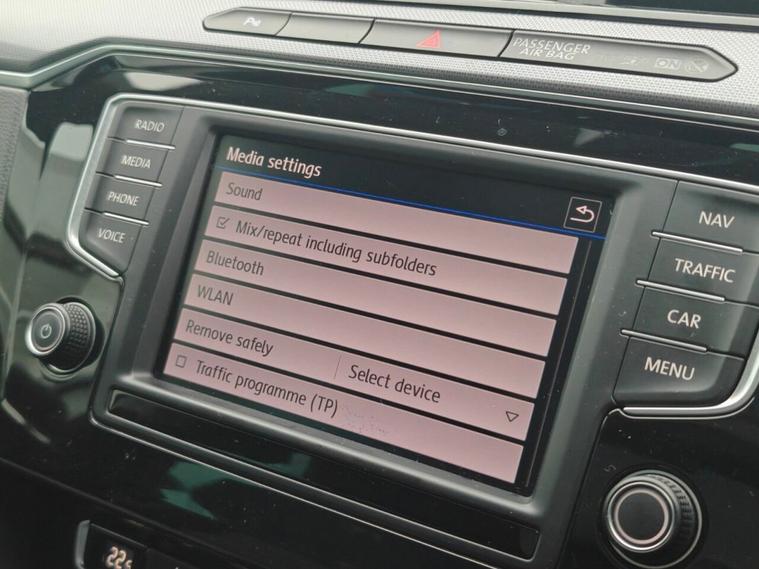 P
PASSENGER
AIR BAG
ON
RADIO
MEDIA
PHONE
VOICE
Media settings
Sound
Mix/repeat including subfolders
Bluetooth
WLAN
Remove safely
Select device
Traffic programme (TP)
NAV
TRAFFIC
CAR
MENU